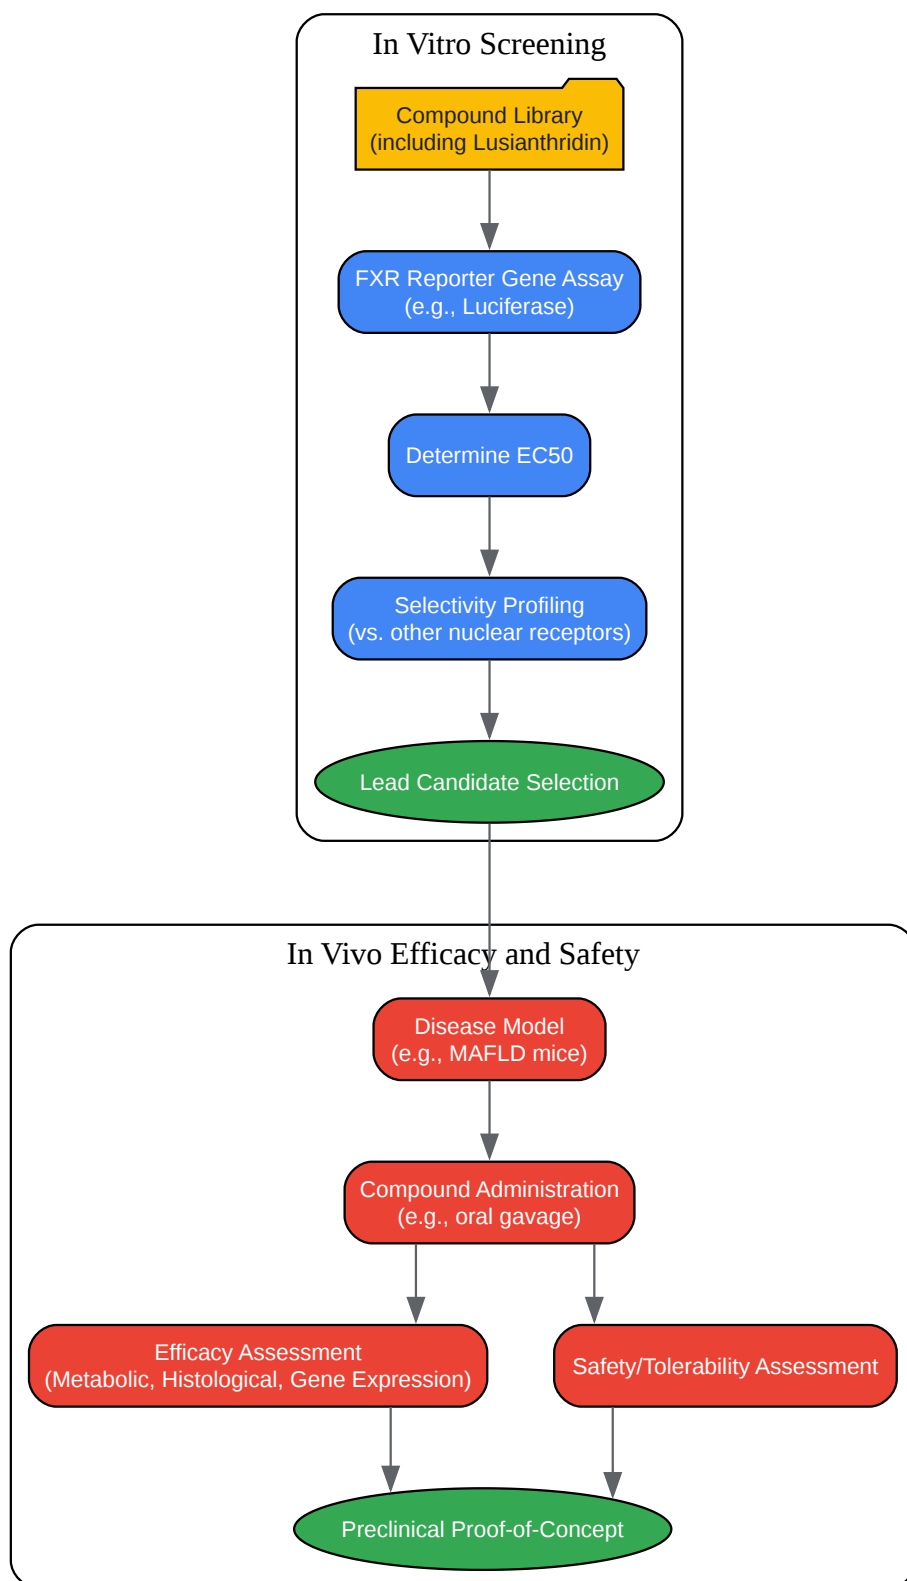 In Vitro Screening
Compound Library
(including Lusianthridin)
FXR Reporter Gene Assay
(e.g., Luciferase)
Determine EC50
Selectivity Profiling
(vs. other nuclear receptors)
Lead Candidate Selection
In Vivo Efficacy and Safety
Disease Model
(e.g., MAFLD mice)
Compound Administration
(e.g., oral gavage)
Efficacy Assessment
(Metabolic, Histological, Gene Expression)
Safety/Tolerability Assessment
Preclinical Proof-of-Concept